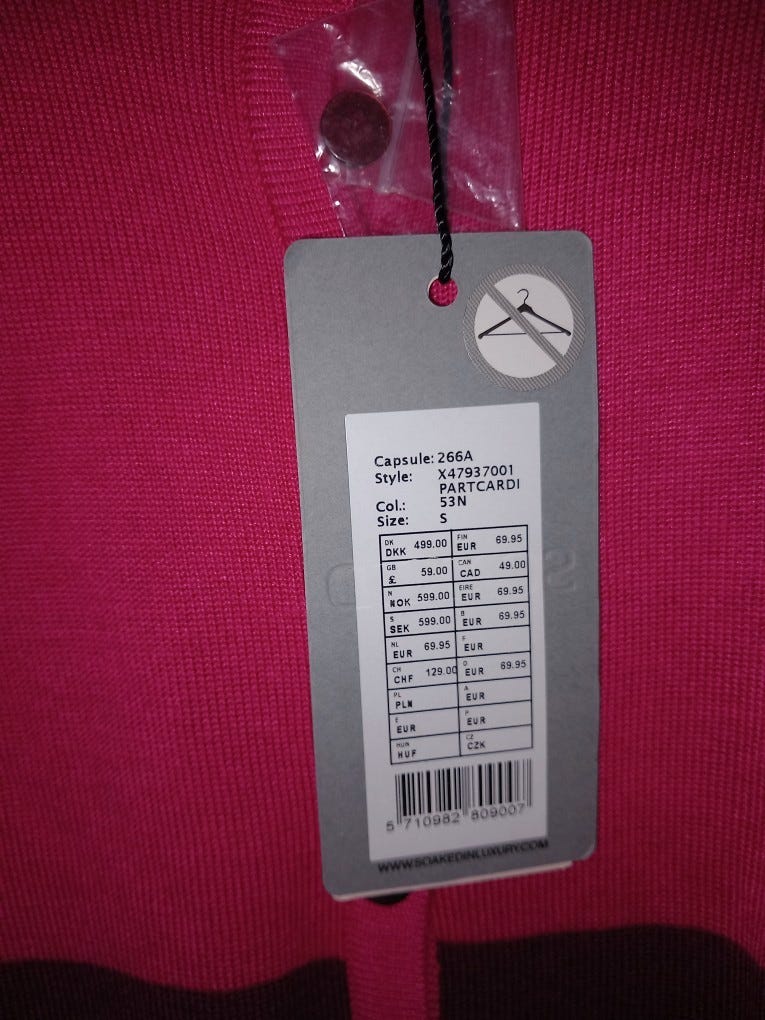 Capsule: 266A
Style: X47937001
PARTCARDI
Col.: 53N
Size: S
DK DKK 499.00 FIN EUR 69.95
GB £ 59.00 CAN CAD 49.00
N NOK 599.00 EIRE EUR 69.95
S SEK 599.00 B EUR 69.95
NL EUR 69.95 F EUR
CH CHF 129.00 D EUR 69.95
PL PLN A EUR
E EUR P EUR
HUN HUF CZ CZK
5 710982 809007
WWW.SOAKEDINLUXURY.COM